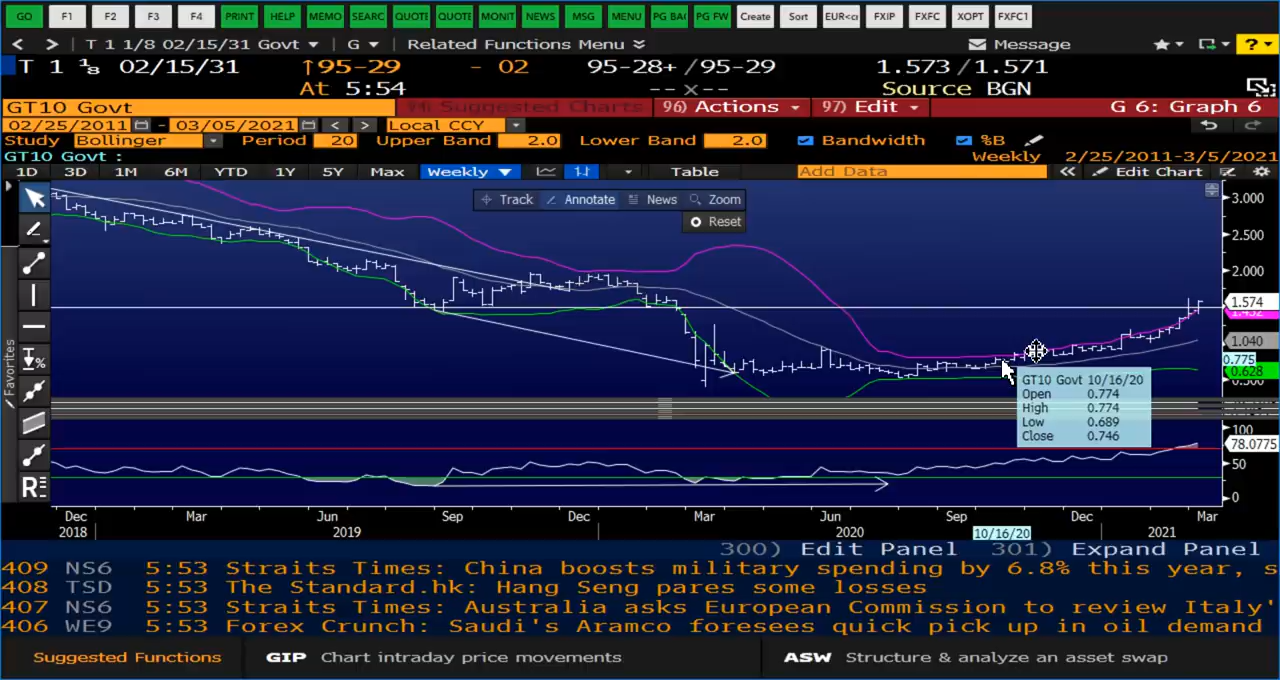 GO F1 F2 F3 F4 PRINT HELP MEMO SEARC QUOTE QUOTE MONIT NEWS MSG MENU PG BA PG FW Create Sort EUR<c FXIP FXFC XOPT FXFC1
< > T 1 1/8 02/15/31 Govt G Related Functions Menu Message ?
T 1 ⅛ 02/15/31 ↑95-29 - 02 95-28+ /95-29 1.573 /1.571
At 5:54 -- x -- Source BGN
GT10 Govt Suggested Charts 96) Actions 97) Edit G 6: Graph 6
02/25/2011 - 03/05/2021 < > Local CCY
Study Bollinger Period 20 Upper Band 2.0 Lower Band 2.0 Bandwidth %B
GT10 Govt : Weekly 2/25/2011-3/5/2021
1D 3D 1M 6M YTD 1Y 5Y Max Weekly Table Add Data « Edit Chart
Track Annotate News Zoom
Reset
3.000
2.500
2.000
1.574
1.040
0.775
0.628
Favorites
%
R
GT10 Govt 10/16/20
Open 0.774
High 0.774
Low 0.689
Close 0.746
100
78.0775
50
0
Dec Mar Jun Sep Dec Mar Jun Sep Dec Mar
2018 2019 2020 10/16/20 2021
300) Edit Panel 301) Expand Panel
409 NS6 5:53 Straits Times: China boosts military spending by 6.8% this year, s
408 TSD 5:53 The Standard.hk: Hang Seng pares some losses
407 NS6 5:53 Straits Times: Australia asks European Commission to review Italy'
406 WE9 5:53 Forex Crunch: Saudi's Aramco foresees quick pick up in oil demand
Suggested Functions GIP Chart intraday price movements ASW Structure & analyze an asset swap